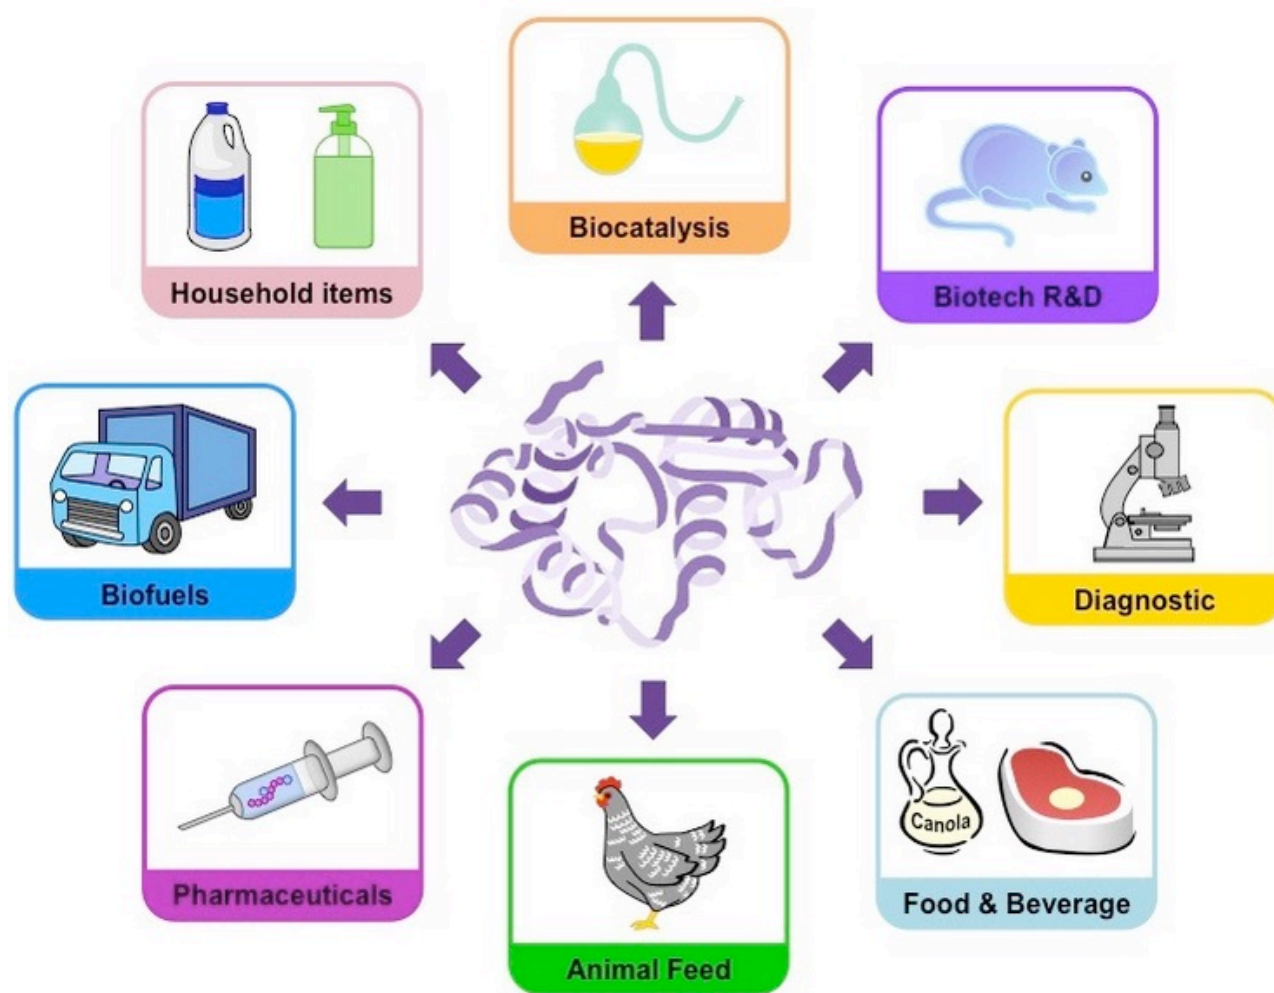 Biocatalysis
Household items
Biotech R&D
Biofuels
Diagnostic
Pharmaceuticals
Canola
Food & Beverage
Animal Feed